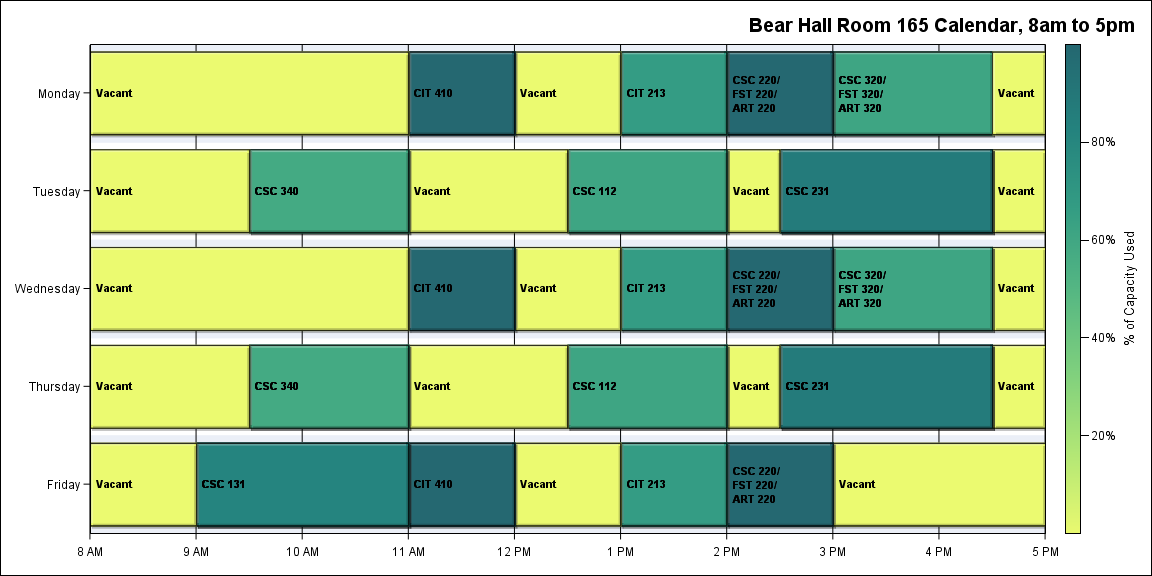 Bear Hall Room 165 Calendar, 8am to 5pm
Monday
Vacant
CIT 410
Vacant
CIT 213
CSC 220/
FST 220/
ART 220
CSC 320/
FST 320/
ART 320
Vacant
Tuesday
Vacant
CSC 340
Vacant
CSC 112
Vacant
CSC 231
Vacant
Wednesday
Vacant
CIT 410
Vacant
CIT 213
CSC 220/
FST 220/
ART 220
CSC 320/
FST 320/
ART 320
Vacant
Thursday
Vacant
CSC 340
Vacant
CSC 112
Vacant
CSC 231
Vacant
Friday
Vacant
CSC 131
CIT 410
Vacant
CIT 213
CSC 220/
FST 220/
ART 220
Vacant
8 AM
9 AM
10 AM
11 AM
12 PM
1 PM
2 PM
3 PM
4 PM
5 PM
80%
60%
40%
20%
% of Capacity Used